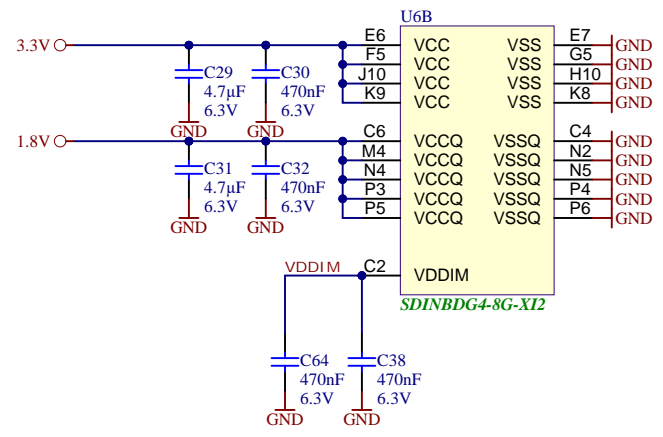 U6B
3.3V
E6 VCC VSS E7 GND
F5 VCC VSS G5 GND
J10 VCC VSS H10 GND
K9 VCC VSS K8 GND
C29 C30
4.7µF 470nF
6.3V 6.3V
GND GND
1.8V
C6 VCCQ VSSQ C4 GND
M4 VCCQ VSSQ N2 GND
N4 VCCQ VSSQ N5 GND
P3 VCCQ VSSQ P4 GND
P5 VCCQ VSSQ P6 GND
C31 C32
4.7µF 470nF
6.3V 6.3V
GND GND
VDDIM C2 VDDIM
SDINBDG4-8G-XI2
C64 C38
470nF 470nF
6.3V 6.3V
GND GND